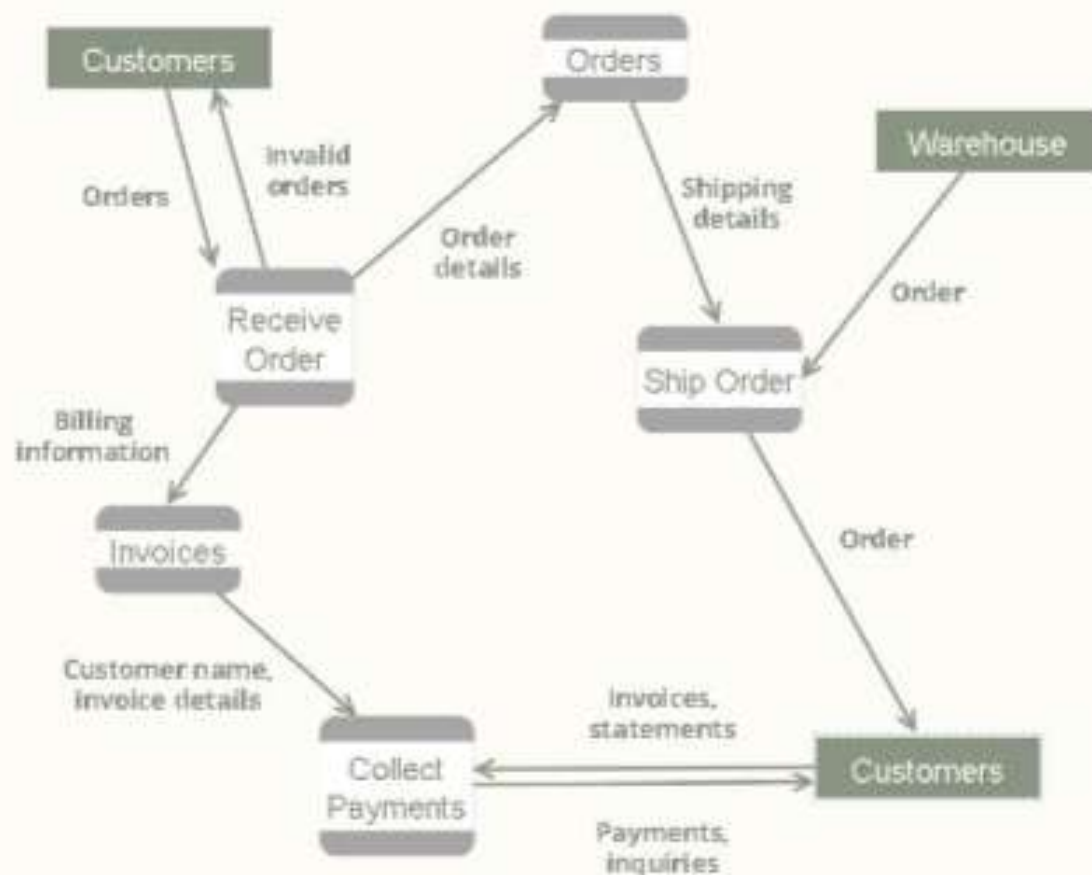 Customers
Orders
Warehouse
Invalid
orders
Orders
Shipping
details
Order
details
Order
Receive
Order
Ship Order
Billing
information
Invoices
Order
Customer name,
invoice details
Invoices,
statements
Collect
Payments
Customers
Payments,
inquiries